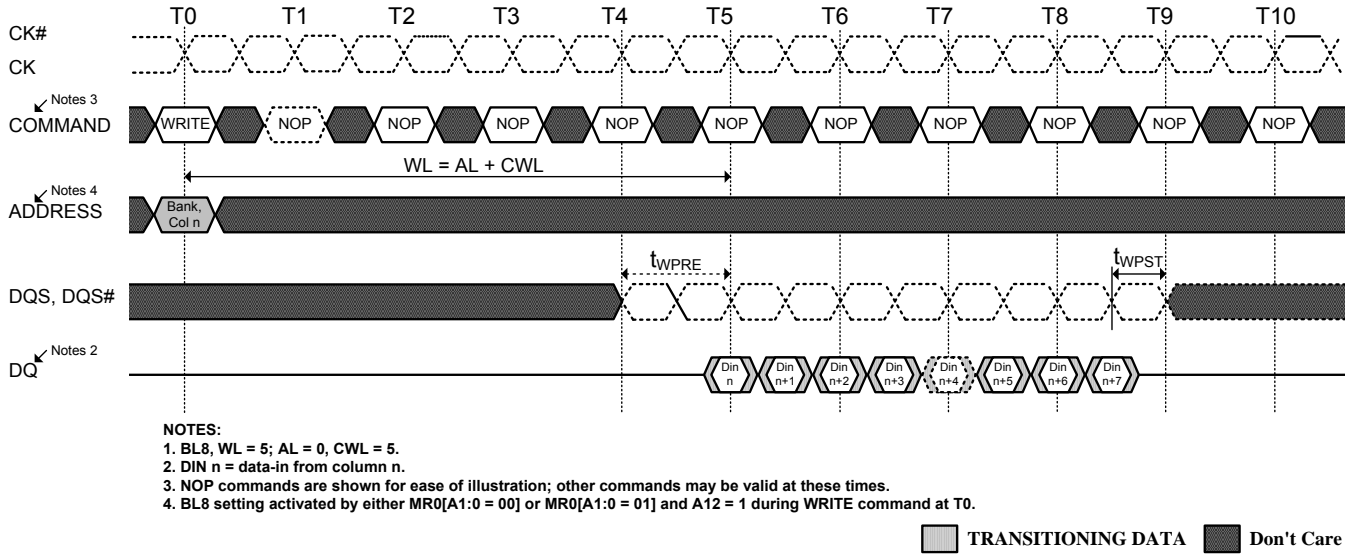 T0 T1 T2 T3 T4 T5 T6 T7 T8 T9 T10
CK#
CK
Notes 3
COMMAND WRITE NOP NOP NOP NOP NOP NOP NOP NOP NOP NOP
WL = AL + CWL
Notes 4
ADDRESS
Bank,
Col n
tWPRE
tWPST
DQS, DQS#
Notes 2
DQ
Din Din Din Din Din Din Din Din
n n+1 n+2 n+3 n+4 n+5 n+6 n+7
NOTES:
1. BL8, WL = 5; AL = 0, CWL = 5.
2. DIN n = data-in from column n.
3. NOP commands are shown for ease of illustration; other commands may be valid at these times.
4. BL8 setting activated by either MR0[A1:0 = 00] or MR0[A1:0 = 01] and A12 = 1 during WRITE command at T0.
TRANSITIONING DATA Don't Care